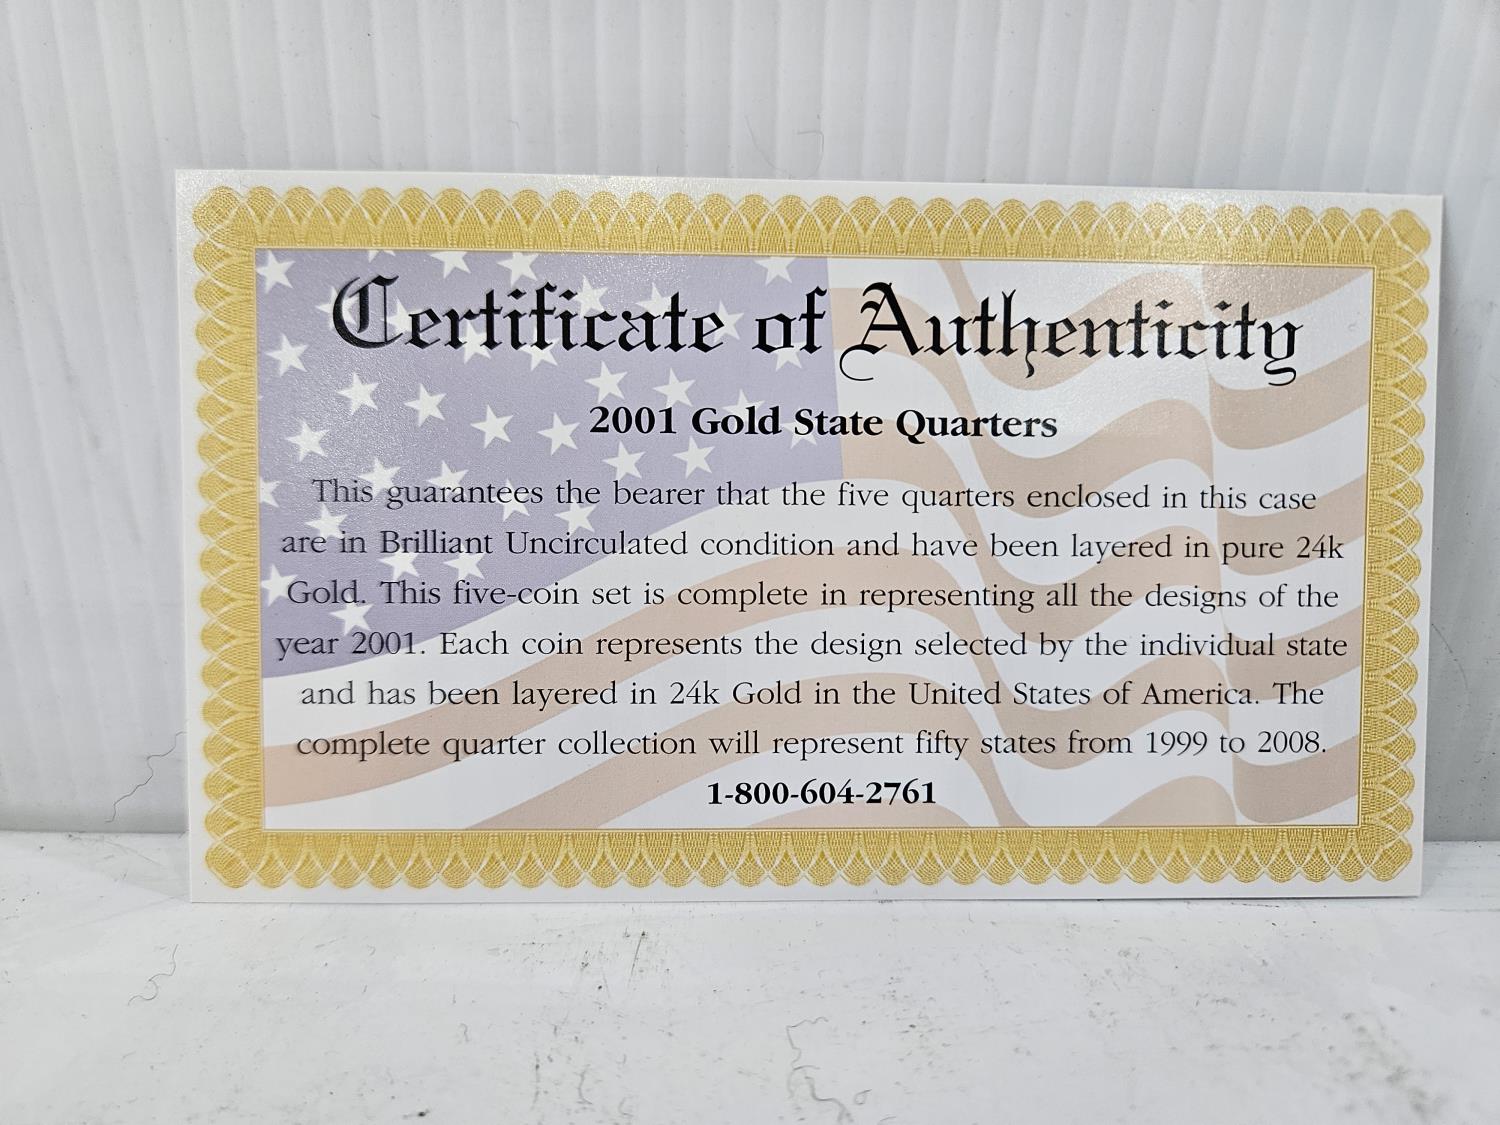 Certificate of Authenticity
2001 Gold State Quarters
This guarantees the bearer that the five quarters enclosed in this case
are in Brilliant Uncirculated condition and have been layered in pure 24k
Gold. This five-coin set is complete in representing all the designs of the
year 2001. Each coin represents the design selected by the individual state
and has been layered in 24k Gold in the United States of America. The
complete quarter collection will represent fifty states from 1999 to 2008.
1-800-604-2761